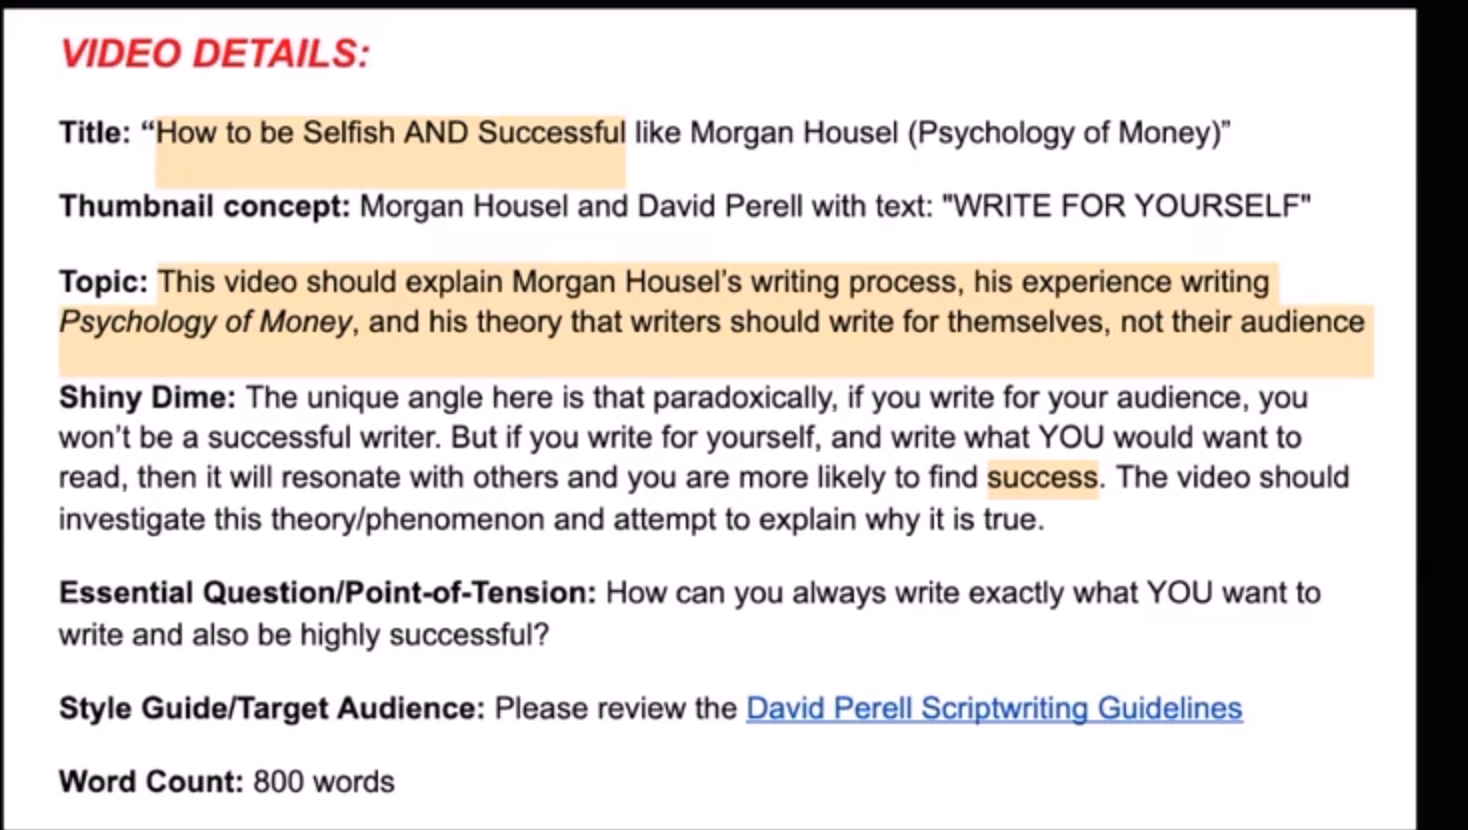 VIDEO DETAILS:
Title: “How to be Selfish AND Successful like Morgan Housel (Psychology of Money)”
Thumbnail concept: Morgan Housel and David Perell with text: "WRITE FOR YOURSELF"
Topic: This video should explain Morgan Housel’s writing process, his experience writing
Psychology of Money, and his theory that writers should write for themselves, not their audience
Shiny Dime: The unique angle here is that paradoxically, if you write for your audience, you
won’t be a successful writer. But if you write for yourself, and write what YOU would want to
read, then it will resonate with others and you are more likely to find success. The video should
investigate this theory/phenomenon and attempt to explain why it is true.
Essential Question/Point-of-Tension: How can you always write exactly what YOU want to
write and also be highly successful?
Style Guide/Target Audience: Please review the David Perell Scriptwriting Guidelines
Word Count: 800 words